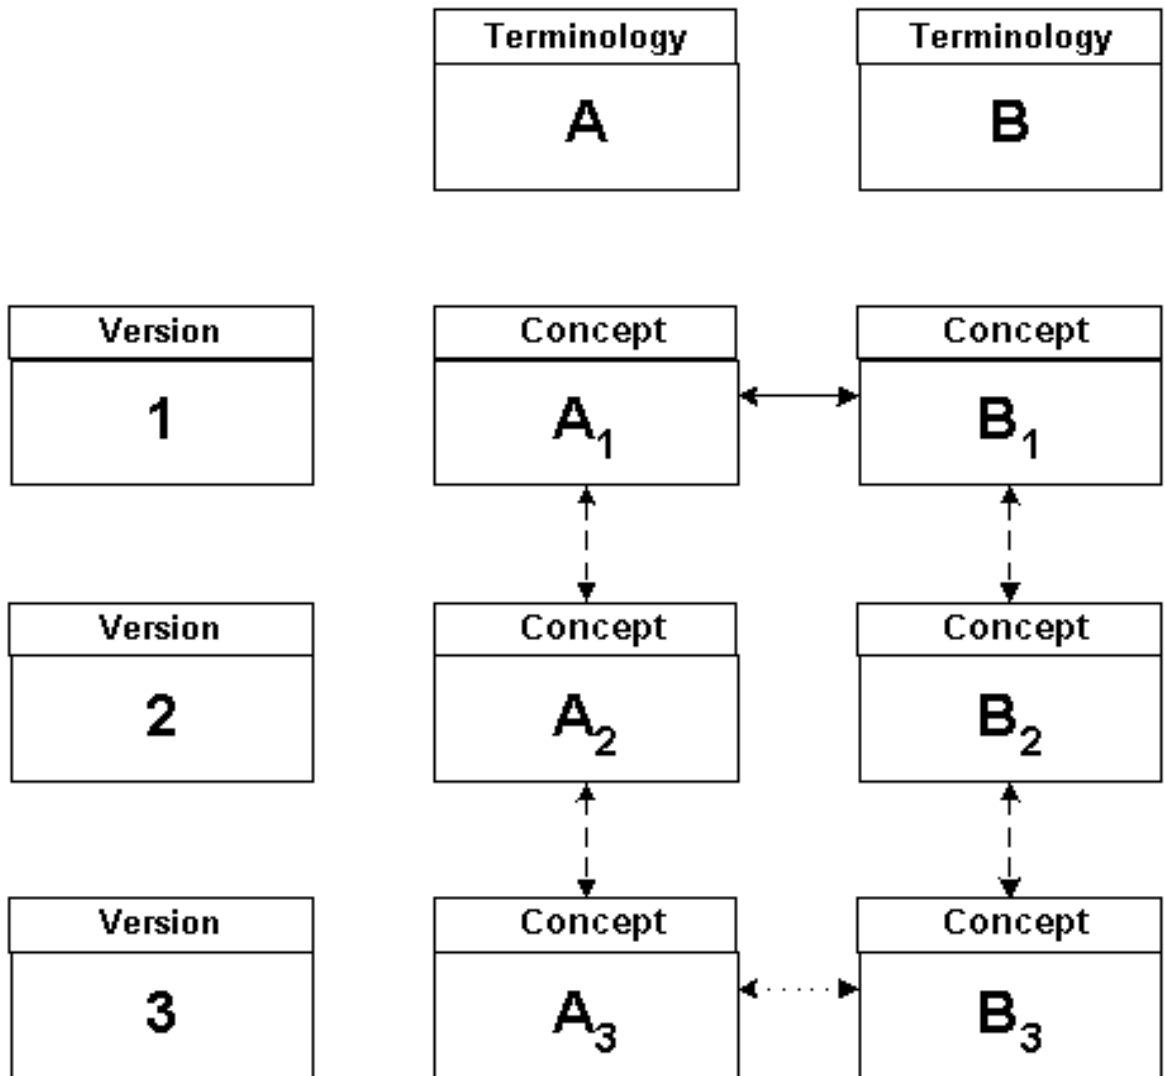 Terminology Terminology
A B
Version Concept Concept
1 A₁ B₁
Version Concept Concept
2 A₂ B₂
Version Concept Concept
3 A₃ B₃